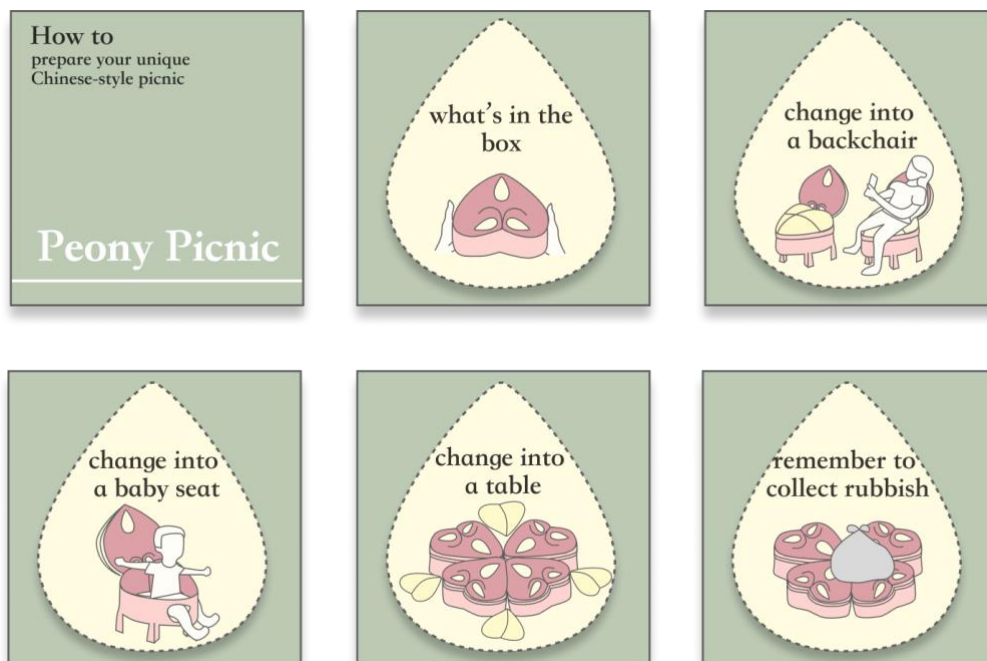 How to
prepare your unique
Chinese-style picnic
Peony Picnic
what's in the
box
change into
a backchair
change into
a baby seat
change into
a table
remember to
collect rubbish